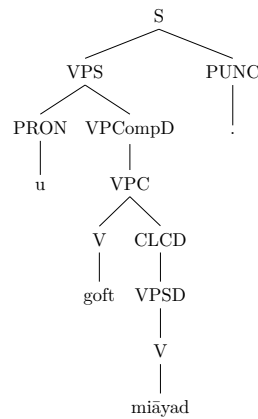 S
VPS PUNC
PRON VPCompD .
u VPC
V CLCD
goft VPSD
V
miāyad